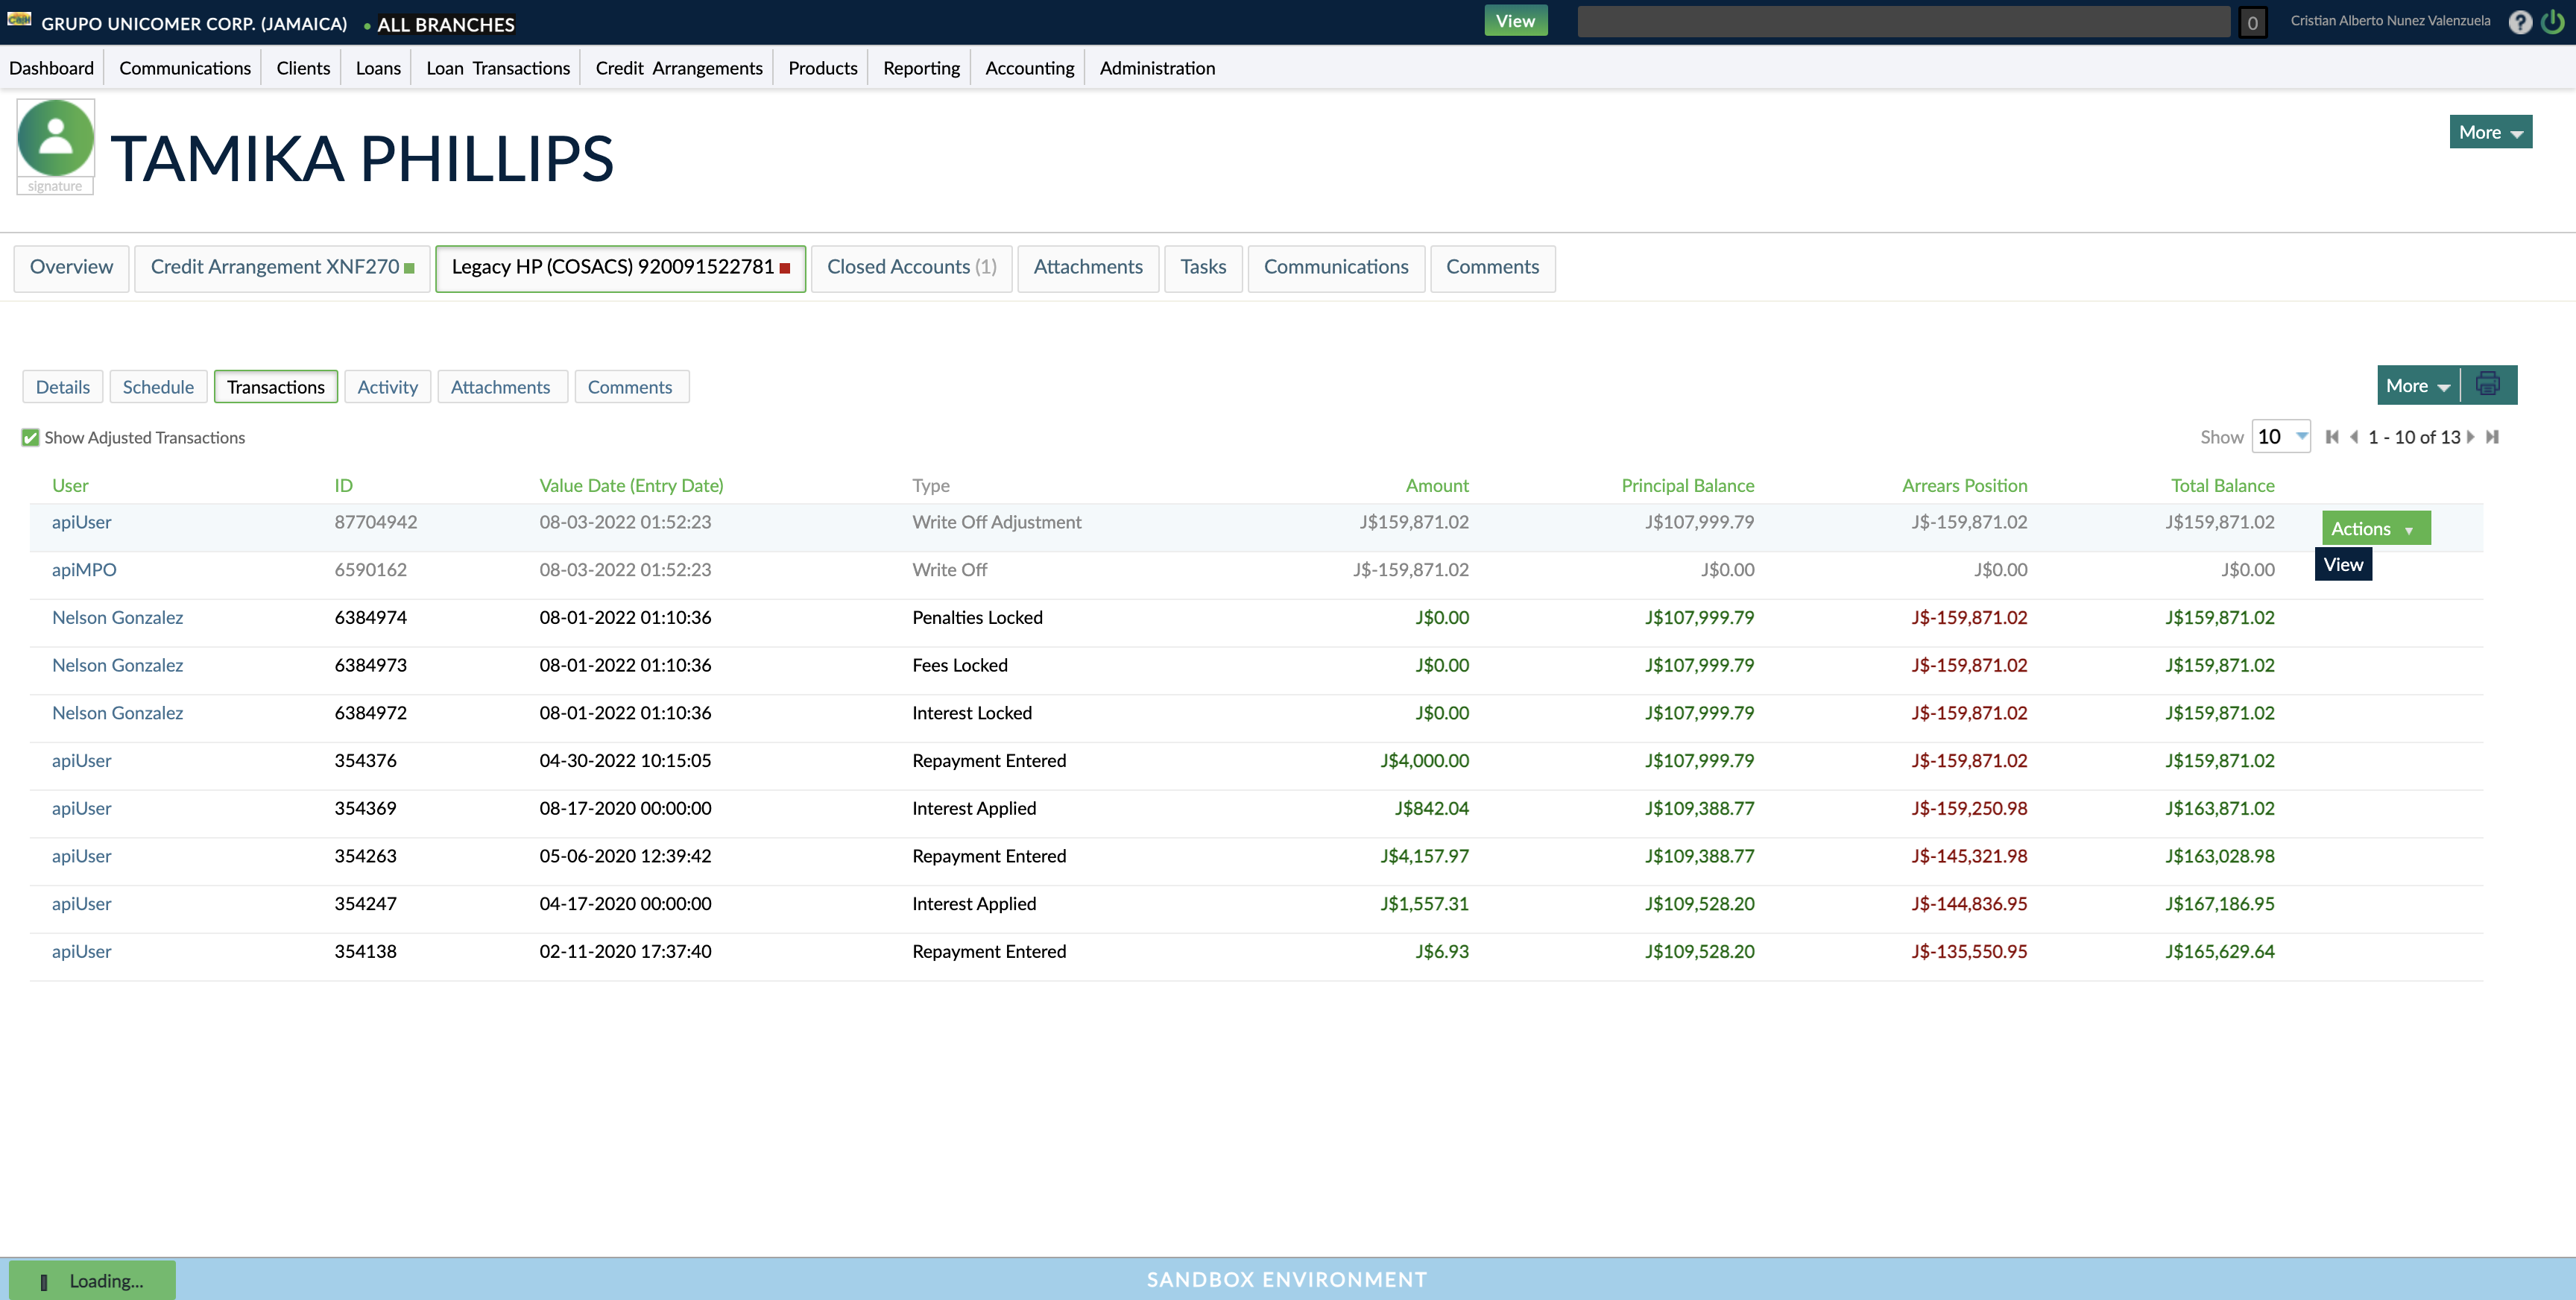 GRUPO UNICOMER CORP. (JAMAICA) • ALL BRANCHES View 0 Cristian Alberto Nunez Valenzuela ?
Dashboard Communications Clients Loans Loan Transactions Credit Arrangements Products Reporting Accounting Administration
TAMIKA PHILLIPS
More
signature
Overview Credit Arrangement XNF270 Legacy HP (COSACS) 920091522781 Closed Accounts (1) Attachments Tasks Communications Comments
Details Schedule Transactions Activity Attachments Comments More
Show Adjusted Transactions Show 10 1 - 10 of 13
User ID Value Date (Entry Date) Type Amount Principal Balance Arrears Position Total Balance
apiUser 87704942 08-03-2022 01:52:23 Write Off Adjustment J$159,871.02 J$107,999.79 J$-159,871.02 J$159,871.02 Actions
View
apiMPO 6590162 08-03-2022 01:52:23 Write Off J$-159,871.02 J$0.00 J$0.00 J$0.00
Nelson Gonzalez 6384974 08-01-2022 01:10:36 Penalties Locked J$0.00 J$107,999.79 J$-159,871.02 J$159,871.02
Nelson Gonzalez 6384973 08-01-2022 01:10:36 Fees Locked J$0.00 J$107,999.79 J$-159,871.02 J$159,871.02
Nelson Gonzalez 6384972 08-01-2022 01:10:36 Interest Locked J$0.00 J$107,999.79 J$-159,871.02 J$159,871.02
apiUser 354376 04-30-2022 10:15:05 Repayment Entered J$4,000.00 J$107,999.79 J$-159,871.02 J$159,871.02
apiUser 354369 08-17-2020 00:00:00 Interest Applied J$842.04 J$109,388.77 J$-159,250.98 J$163,871.02
apiUser 354263 05-06-2020 12:39:42 Repayment Entered J$4,157.97 J$109,388.77 J$-145,321.98 J$163,028.98
apiUser 354247 04-17-2020 00:00:00 Interest Applied J$1,557.31 J$109,528.20 J$-144,836.95 J$167,186.95
apiUser 354138 02-11-2020 17:37:40 Repayment Entered J$6.93 J$109,528.20 J$-135,550.95 J$165,629.64
Loading... SANDBOX ENVIRONMENT